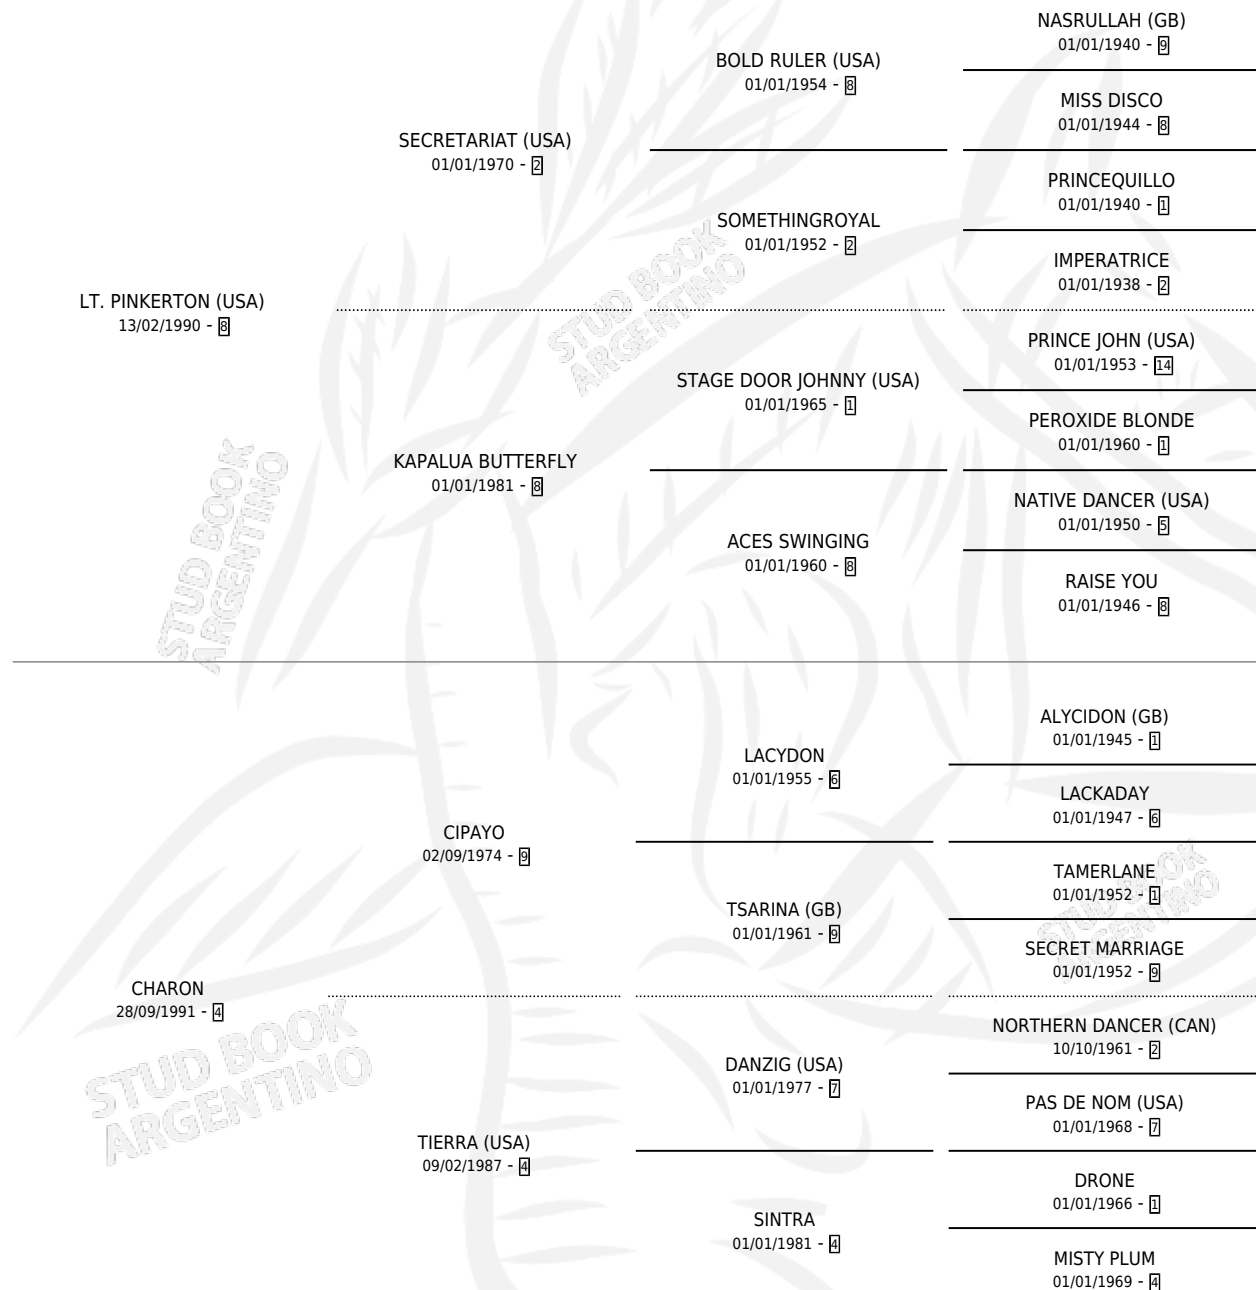 NASRULLAH (GB)
01/01/1940 - 9
BOLD RULER (USA)
01/01/1954 - 8
MISS DISCO
01/01/1944 - 8
SECRETARIAT (USA)
01/01/1970 - 2
PRINCEQUILLO
01/01/1940 - 1
SOMETHINGROYAL
01/01/1952 - 2
IMPERATRICE
01/01/1938 - 2
LT. PINKERTON (USA)
13/02/1990 - 8
PRINCE JOHN (USA)
01/01/1953 - 14
STAGE DOOR JOHNNY (USA)
01/01/1965 - 1
PEROXIDE BLONDE
01/01/1960 - 1
KAPALUA BUTTERFLY
01/01/1981 - 8
NATIVE DANCER (USA)
01/01/1950 - 5
ACES SWINGING
01/01/1960 - 8
RAISE YOU
01/01/1946 - 8
STUD BOOK
ARGENTINO
STUD BOOK
ARGENTINO
ALYCIDON (GB)
01/01/1945 - 1
LACYDON
01/01/1955 - 6
LACKADAY
01/01/1947 - 6
CIPAYO
02/09/1974 - 9
TAMERLANE
01/01/1952 - 1
TSARINA (GB)
01/01/1961 - 9
SECRET MARRIAGE
01/01/1952 - 9
STUD BOOK
ARGENTINO
CHARON
28/09/1991 - 4
NORTHERN DANCER (CAN)
10/10/1961 - 2
DANZIG (USA)
01/01/1977 - 7
PAS DE NOM (USA)
01/01/1968 - 7
TIERRA (USA)
09/02/1987 - 4
DRONE
01/01/1966 - 1
SINTRA
01/01/1981 - 4
MISTY PLUM
01/01/1969 - 4
STUD BOOK
ARGENTINO